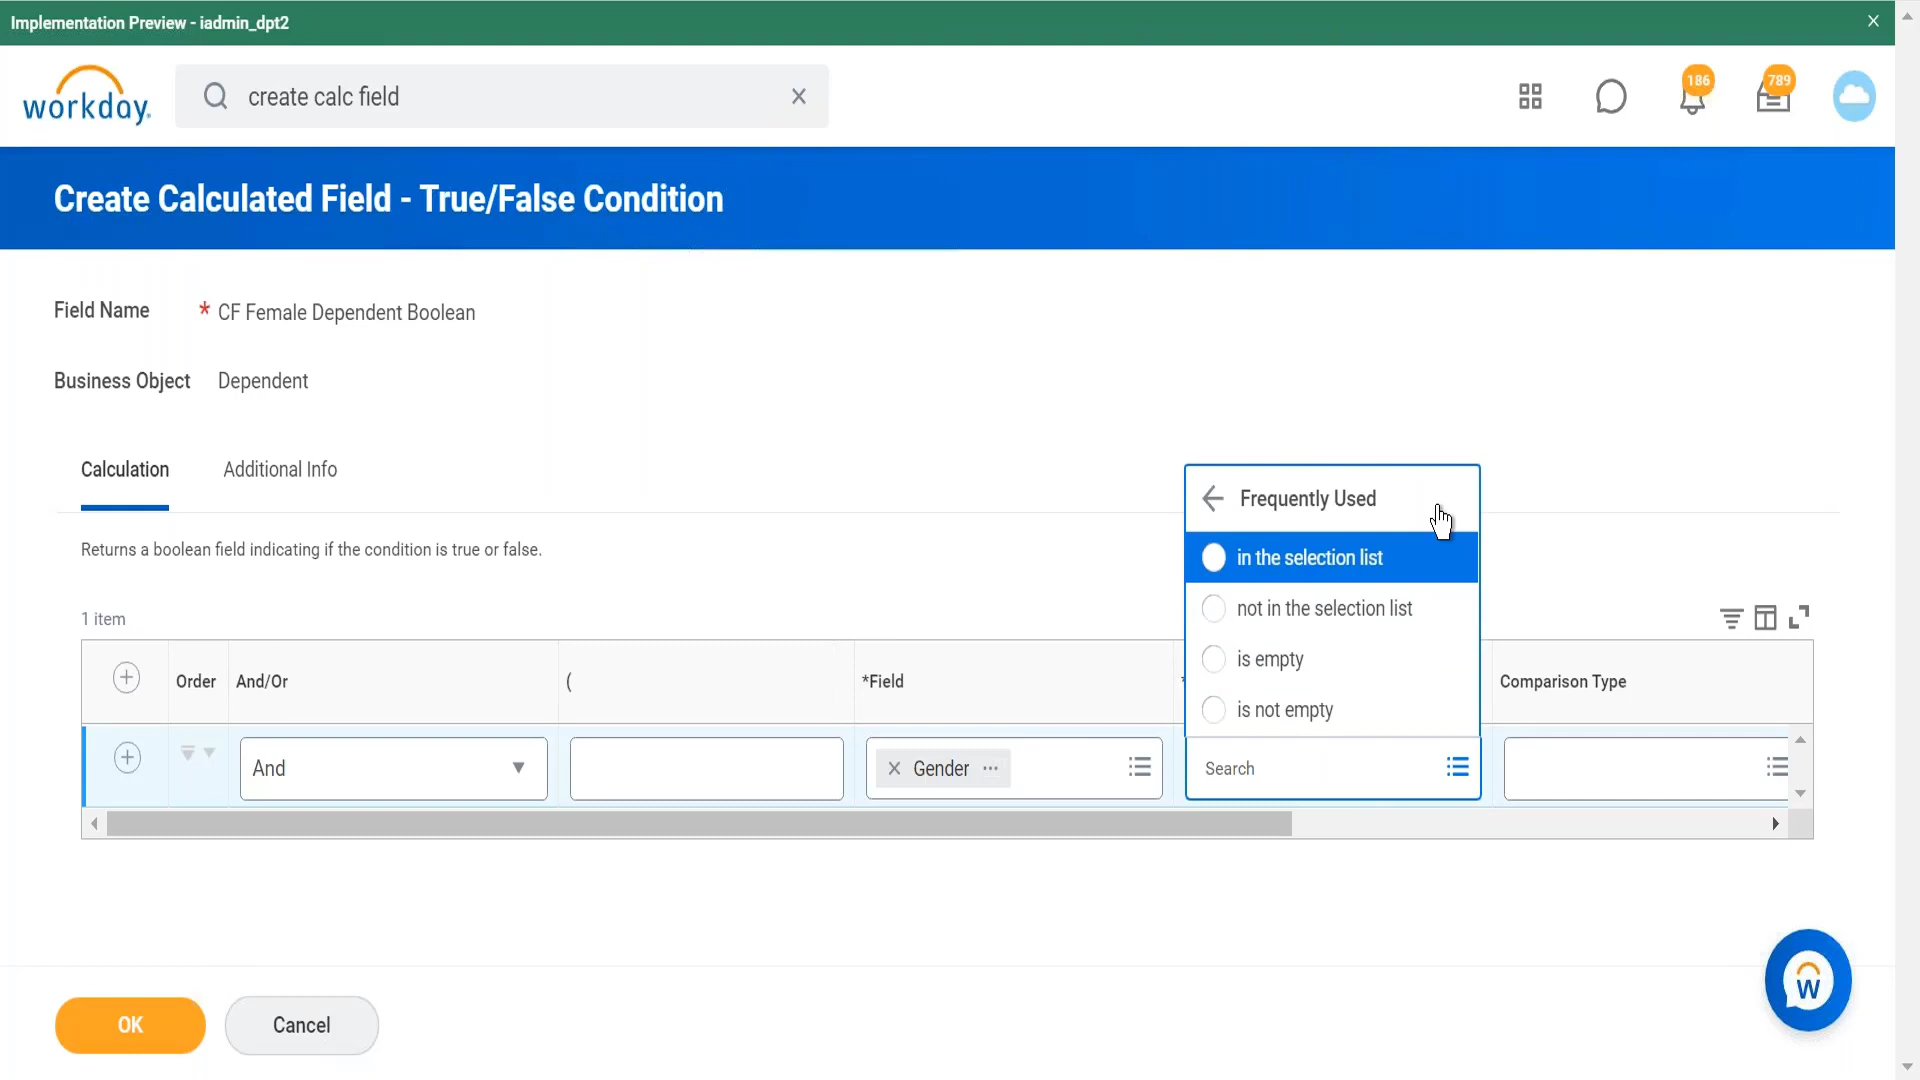 Implementation Preview - iadmin_dpt2
workday.
create calc field
186
789
Create Calculated Field - True/False Condition
Field Name * CF Female Dependent Boolean
Business Object Dependent
Calculation Additional Info
Frequently Used
in the selection list
not in the selection list
is empty
is not empty
Returns a boolean field indicating if the condition is true or false.
1 item
Order And/Or ( *Field * Comparison Type
And Gender Search
OK Cancel
W